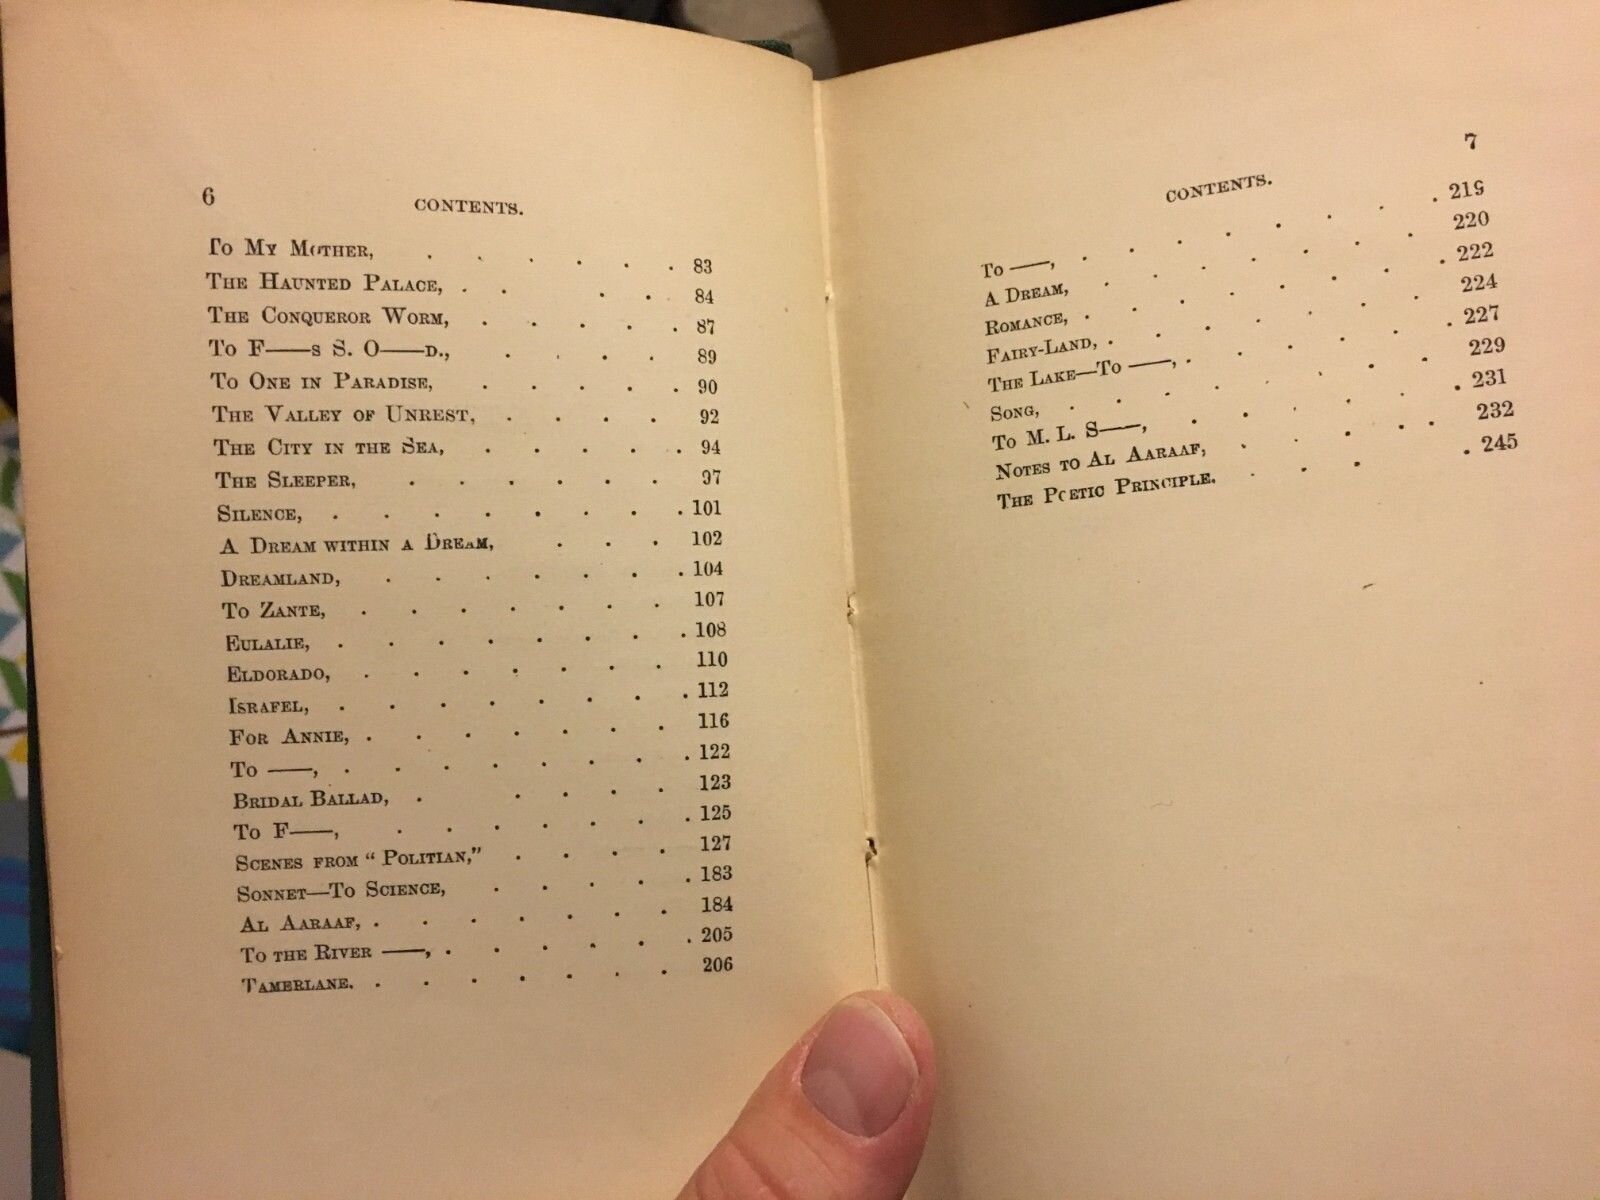 6
CONTENTS.
TO MY MOTHER, . . . . . . 83
THE HAUNTED PALACE, . . . . 84
THE CONQUEROR WORM, . . . . . 87
TO F——S S. O——D., . . . . 89
TO ONE IN PARADISE, . . . . . 90
THE VALLEY OF UNREST, . . . . 92
THE CITY IN THE SEA, . . . . . 94
THE SLEEPER, . . . . . . 97
SILENCE, . . . . . . . . 101
A DREAM WITHIN A DREAM, . . . 102
DREAMLAND, . . . . . . . 104
TO ZANTE, . . . . . . . 107
EULALIE, . . . . . . . . 108
ELDORADO, . . . . . . . 110
ISRAFEL, . . . . . . . . 112
FOR ANNIE, . . . . . . . 116
TO ——, . . . . . . . . 122
BRIDAL BALLAD, . . . . . 123
TO F——, . . . . . . . 125
SCENES FROM "POLITIAN," . . . . 127
SONNET—TO SCIENCE, . . . . . 183
AL AARAAF, . . . . . . . 184
TO THE RIVER ——, . . . . . . 205
TAMERLANE. . . . . . . . 206
7
CONTENTS.
TO ——, . . . . . . . . 219
A DREAM, . . . . . . . 220
ROMANCE, . . . . . . . . 222
FAIRY-LAND, . . . . . . . 224
THE LAKE—TO ——, . . . . . . 227
SONG, . . . . . . . . 229
TO M. L. S——, . . . . . . 231
NOTES TO AL AARAAF, . . . . . 232
THE POETIC PRINCIPLE. . . . . 245